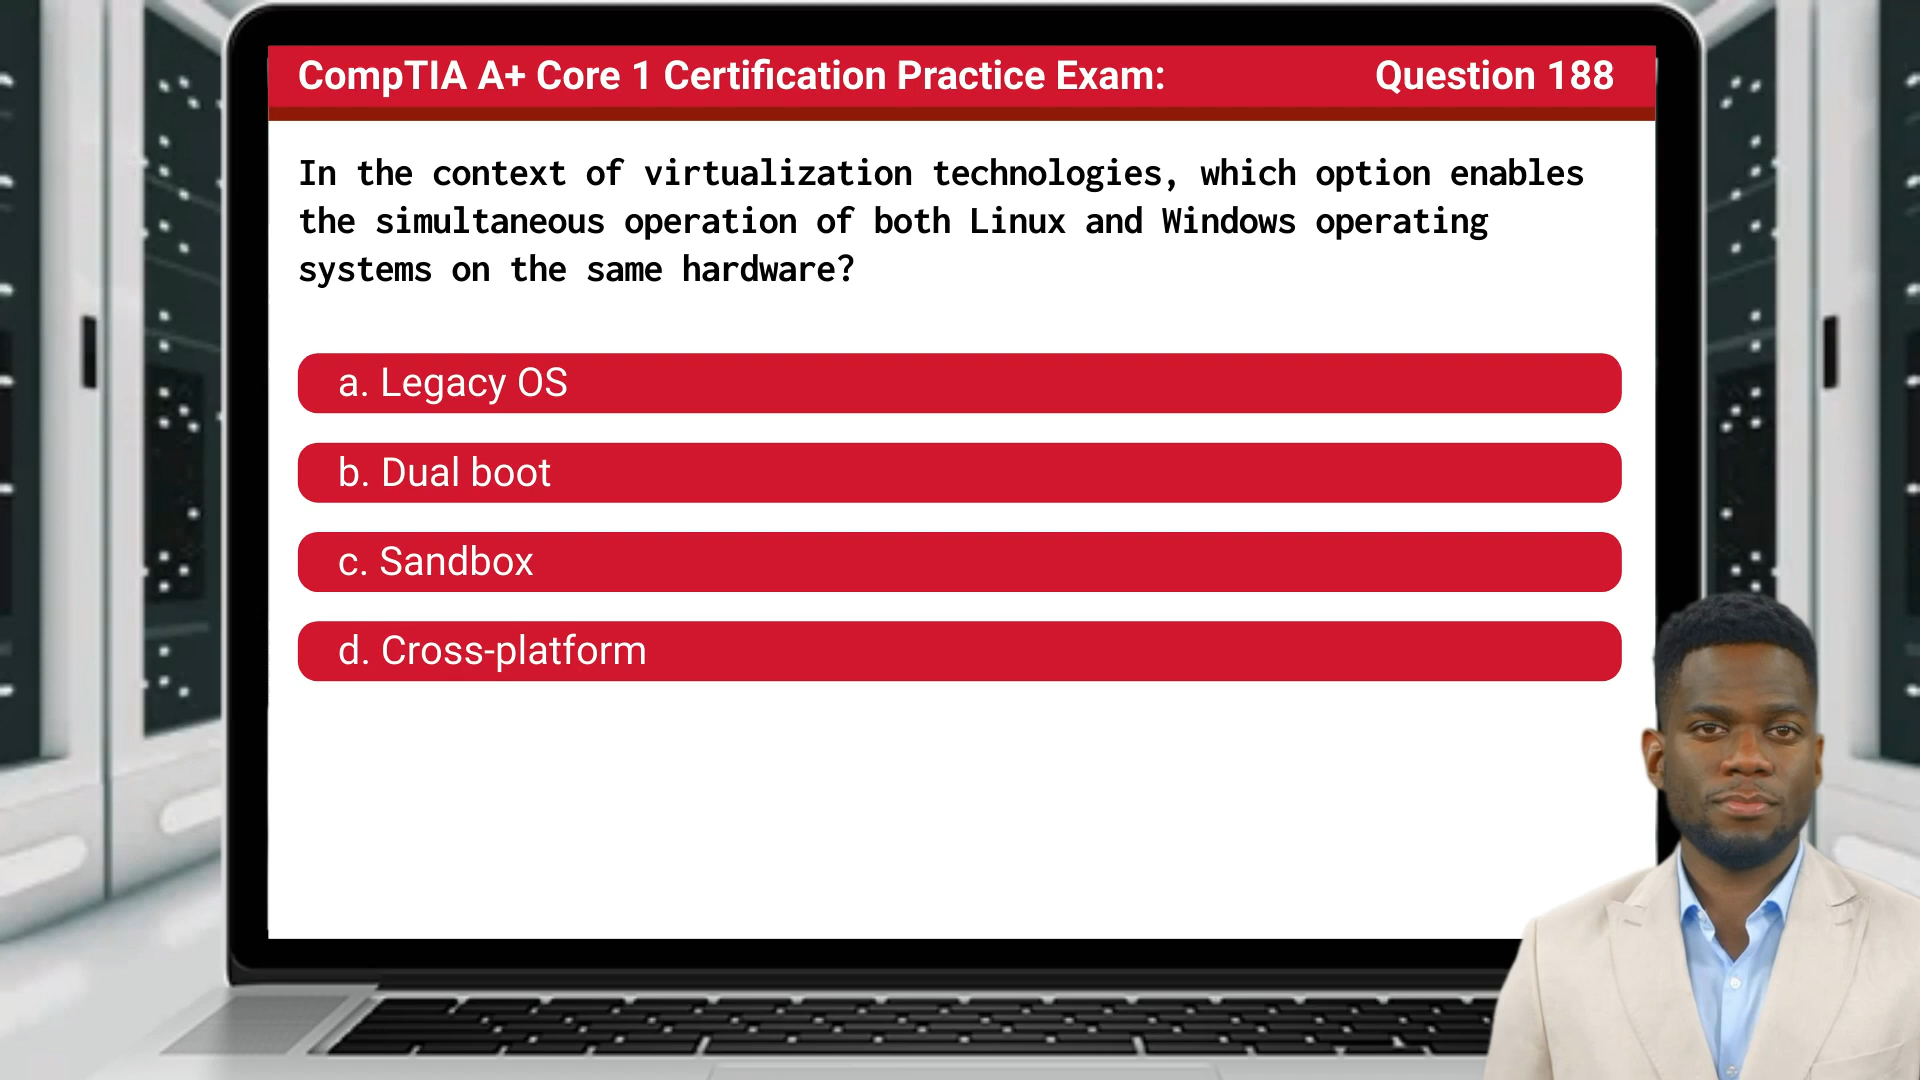 CompTIA A+ Core 1 Certification Practice Exam: Question 188
In the context of virtualization technologies, which option enables
the simultaneous operation of both Linux and Windows operating
systems on the same hardware?
a. Legacy OS
b. Dual boot
c. Sandbox
d. Cross-platform